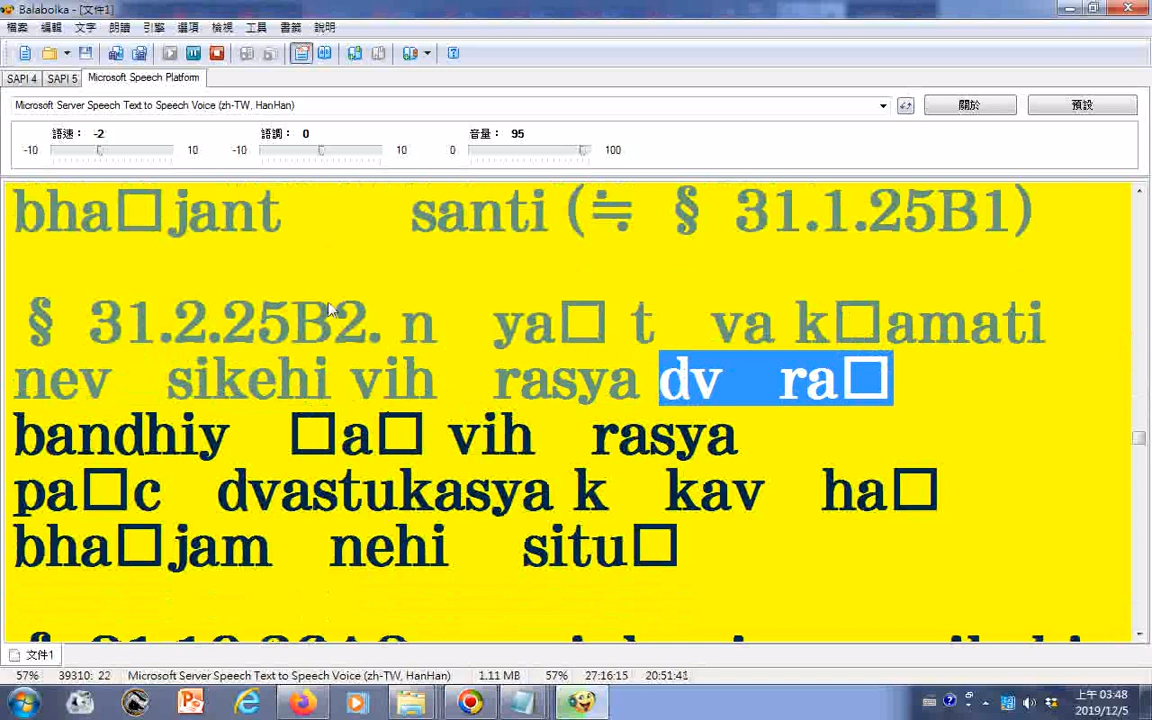 Balabolka - [文件1]
檔案 編輯 文字 朗讀 引擎 選項 檢視 工具 書籤 說明
SAPI 4 SAPI 5 Microsoft Speech Platform
Microsoft Server Speech Text to Speech Voice (zh-TW, HanHan) 關於 預設
語速： -2 語調： 0 音量： 95
-10 10 -10 10 0 100
bha□jant santi (≒ § 31.1.25B1)
§ 31.2.25B2. n ya□ t va k□amati
nev sikehi vih rasya dv ra□
bandhiy □a□ vih rasya
pa□c dvastukasya k kav ha□
bha□jam nehi situ□
文件1
57% 39310: 22 Microsoft Server Speech Text to Speech Voice (zh-TW, HanHan) 1.11 MB 57% 27:16:15 20:51:41
上午 03:48
2019/12/5